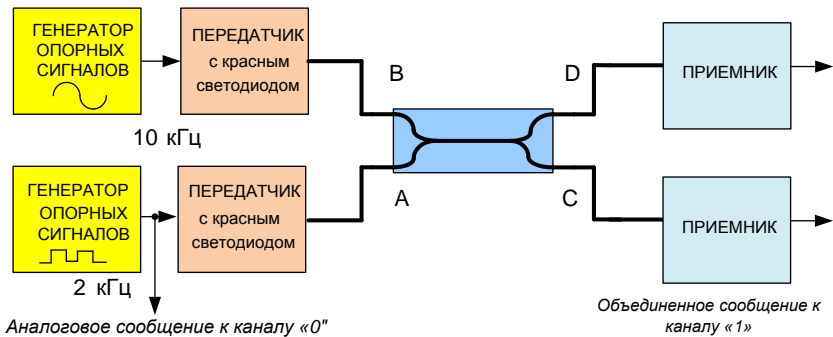 ГЕНЕРАТОР
ОПОРНЫХ
СИГНАЛОВ
ПЕРЕДАТЧИК
с красным
светодиодом
B
D
ПРИЕМНИК
10 кГц
ГЕНЕРАТОР
ОПОРНЫХ
СИГНАЛОВ
ПЕРЕДАТЧИК
с красным
светодиодом
A
C
ПРИЕМНИК
2 кГц
Аналоговое сообщение к каналу «0"
Объединенное сообщение к
каналу «1»